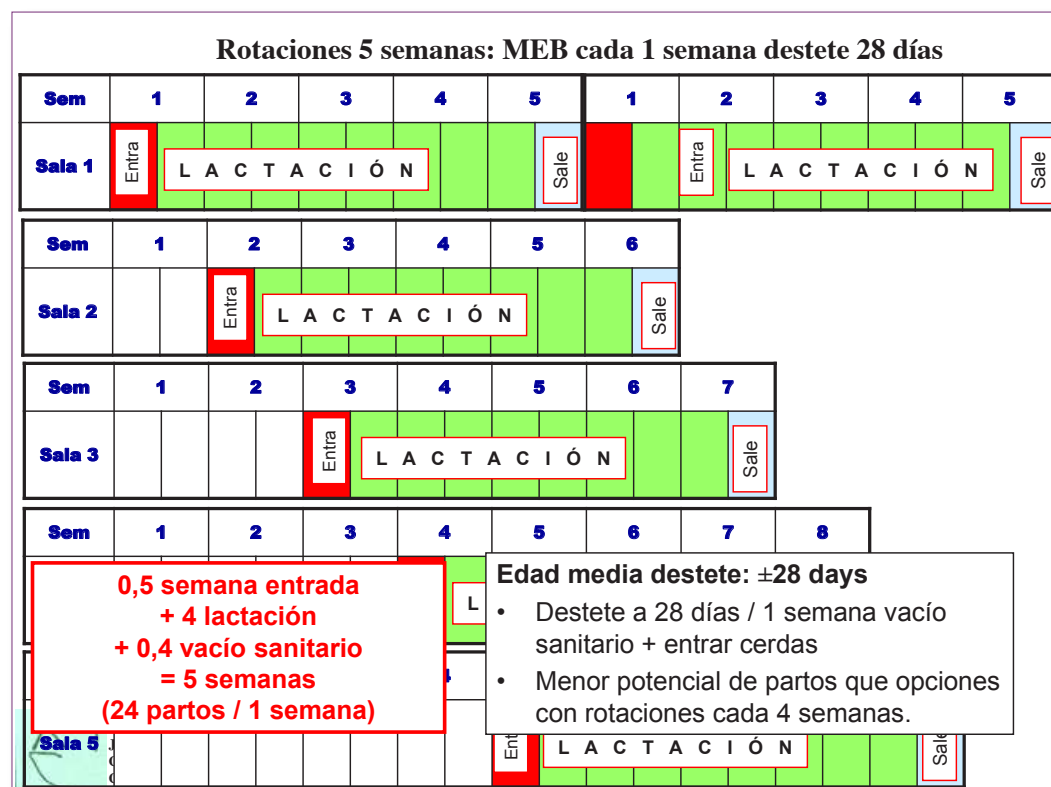 Rotaciones 5 semanas: MEB cada 1 semana destete 28 días
Sem 1 2 3 4 5 1 2 3 4 5
Sala 1 Entra LACTACIÓN Sale Entra LACTACIÓN Sale
Sem 1 2 3 4 5 6
Sala 2 Entra LACTACIÓN Sale
Sem 1 2 3 4 5 6 7
Sala 3 Entra LACTACIÓN Sale
Sem 1 2 3 4 5 6 7 8
L
0,5 semana entrada
+ 4 lactación
+ 0,4 vacío sanitario
= 5 semanas
(24 partos / 1 semana)
Edad media destete: ±28 days
• Destete a 28 días / 1 semana vacío
sanitario + entrar cerdas
• Menor potencial de partos que opciones
con rotaciones cada 4 semanas.
Sala 5 LACTACIÓN